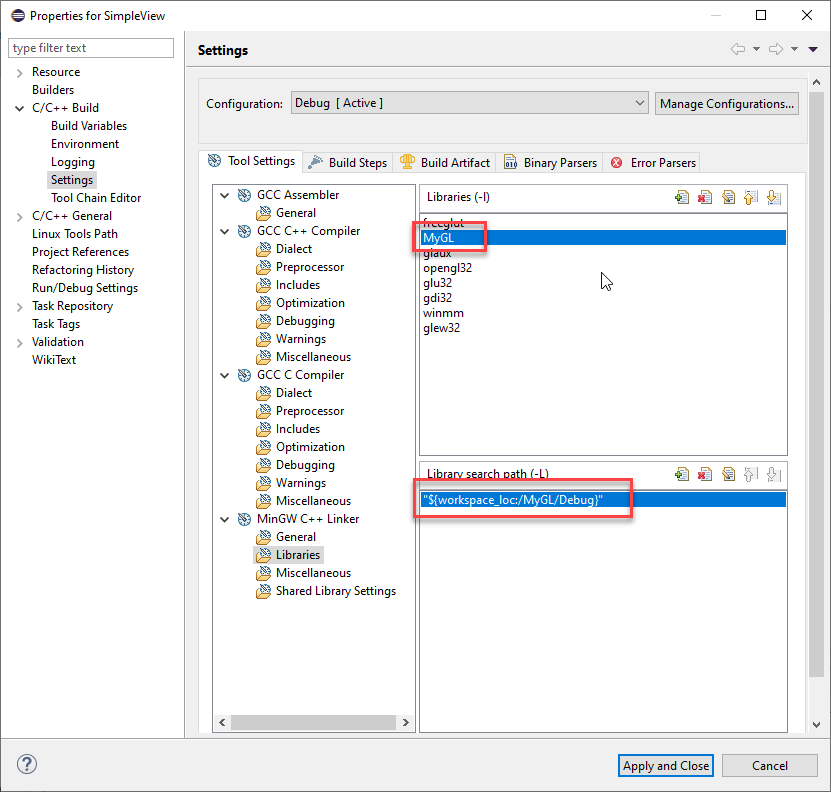 Properties for SimpleView
type filter text
Resource
Builders
C/C++ Build
Build Variables
Environment
Logging
Settings
Tool Chain Editor
C/C++ General
Linux Tools Path
Project References
Refactoring History
Run/Debug Settings
Task Repository
Task Tags
Validation
WikiText
Settings
Configuration:
Debug [ Active ]
Manage Configurations...
Tool Settings
Build Steps
Build Artifact
Binary Parsers
Error Parsers
GCC Assembler
General
GCC C++ Compiler
Dialect
Preprocessor
Includes
Optimization
Debugging
Warnings
Miscellaneous
GCC C Compiler
Dialect
Preprocessor
Includes
Optimization
Debugging
Warnings
Miscellaneous
MinGW C++ Linker
General
Libraries
Miscellaneous
Shared Library Settings
Libraries (-l)
freeglut
MyGL
glaux
opengl32
glu32
gdi32
winmm
glew32
Library search path (-L)
"${workspace_loc:/MyGL/Debug}"
Apply and Close
Cancel